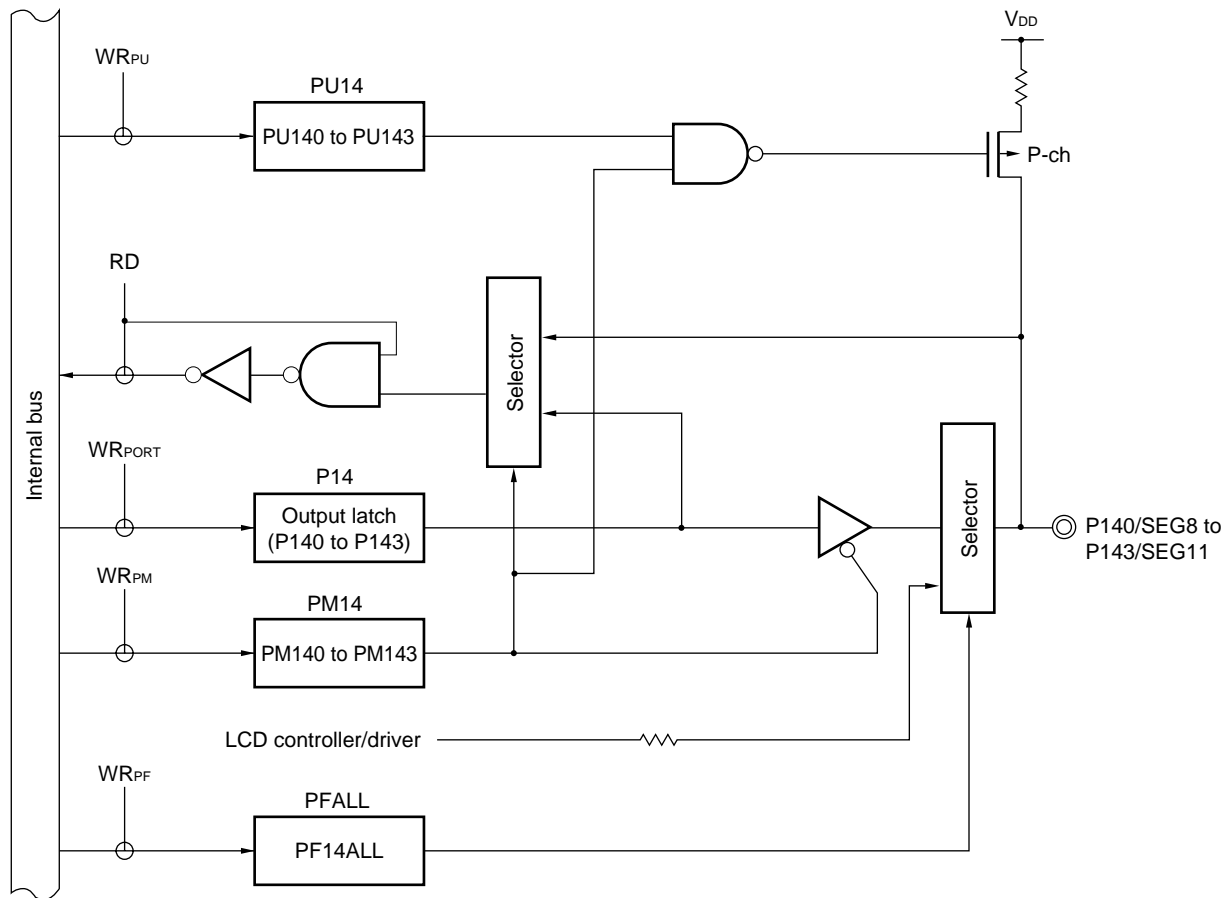 VDD
WRPU
PU14
PU140 to PU143
P-ch
RD
Selector
Internal bus
WRPORT
P14
Output latch
(P140 to P143)
Selector
P140/SEG8 to
P143/SEG11
WRPM
PM14
PM140 to PM143
LCD controller/driver
WRPF
PFALL
PF14ALL